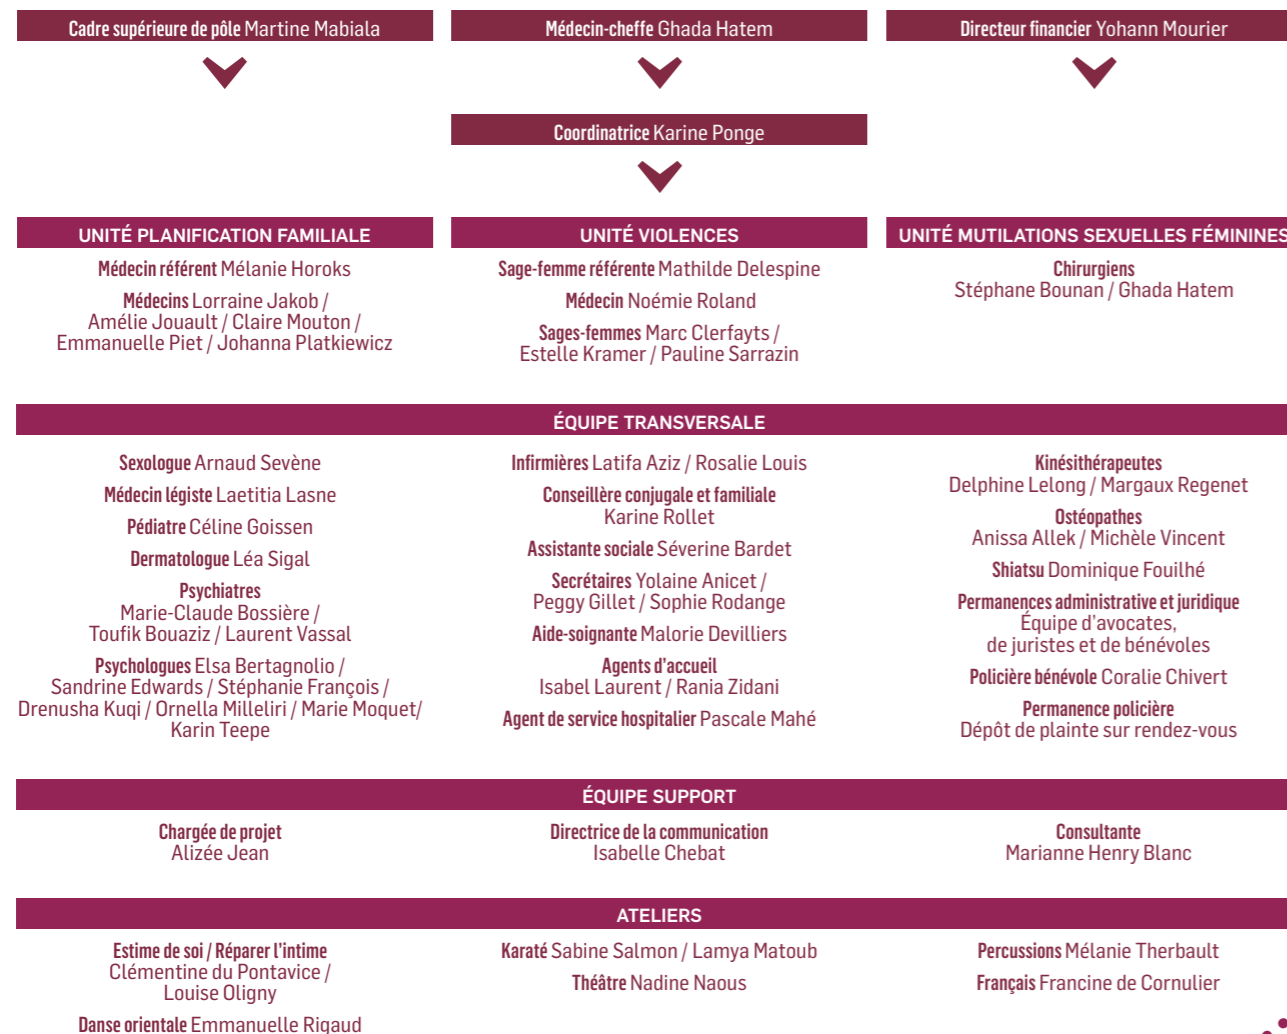 Cadre supérieure de pôle Martine Mabiala
Médecin-cheffe Ghada Hatem
Directeur financier Yohann Mourier
Coordinatrice Karine Ponge
UNITÉ PLANIFICATION FAMILIALE
Médecin référent Mélanie Horoks
Médecins Lorraine Jakob /
Amélie Jouault / Claire Mouton /
Emmanuelle Piet / Johanna Platkiewicz
UNITÉ VIOLENCES
Sage-femme référente Mathilde Delespine
Médecin Noémie Roland
Sages-femmes Marc Clerfayts /
Estelle Kramer / Pauline Sarrazin
UNITÉ MUTILATIONS SEXUELLES FÉMININES
Chirurgiens
Stéphane Bounan / Ghada Hatem
ÉQUIPE TRANSVERSALE
Sexologue Arnaud Sevène
Médecin légiste Laetitia Lasne
Pédiatre Céline Goissen
Dermatologue Léa Sigal
Psychiatres
Marie-Claude Bossière /
Toufik Bouaziz / Laurent Vassal
Psychologues Elsa Bertagnolio /
Sandrine Edwards / Stéphanie François /
Drenusha Kuqi / Ornella Milleliri / Marie Moquet/
Karin Teepe
Infirmières Latifa Aziz / Rosalie Louis
Conseillère conjugale et familiale
Karine Rollet
Assistante sociale Séverine Bardet
Secrétaires Yolaine Anicet /
Peggy Gillet / Sophie Rodange
Aide-soignante Malorie Devilliers
Agents d'accueil
Isabel Laurent / Rania Zidani
Agent de service hospitalier Pascale Mahé
Kinésithérapeutes
Delphine Lelong / Margaux Regenet
Ostéopathes
Anissa Allek / Michèle Vincent
Shiatsu Dominique Fouilhé
Permanences administrative et juridique
Équipe d'avocates,
de juristes et de bénévoles
Policière bénévole Coralie Chivert
Permanence policière
Dépôt de plainte sur rendez-vous
ÉQUIPE SUPPORT
Chargée de projet
Alizée Jean
Directrice de la communication
Isabelle Chebat
Consultante
Marianne Henry Blanc
ATELIERS
Estime de soi / Réparer l'intime
Clémentine du Pontavice /
Louise Oligny
Danse orientale Emmanuelle Rigaud
Karaté Sabine Salmon / Lamya Matoub
Théâtre Nadine Naous
Percussions Mélanie Therbault
Français Francine de Cornulier